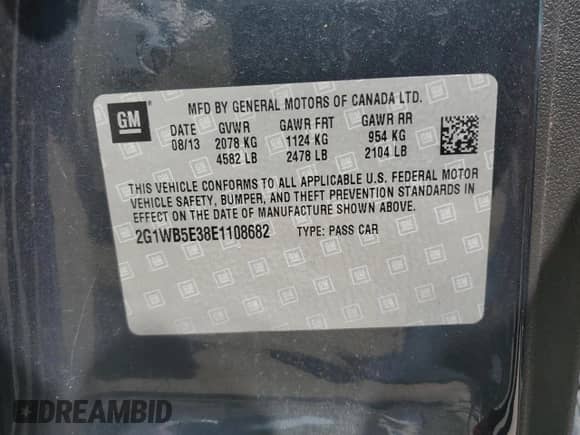 GM
MFD BY GENERAL MOTORS OF CANADA LTD.
DATE GVWR GAWR FRT GAWR RR
08/13 2078 KG 1124 KG 954 KG
4582 LB 2478 LB 2104 LB
THIS VEHICLE CONFORMS TO ALL APPLICABLE U.S. FEDERAL MOTOR
VEHICLE SAFETY, BUMPER, AND THEFT PREVENTION STANDARDS IN
EFFECT ON THE DATE OF MANUFACTURE SHOWN ABOVE.
2G1WB5E38E1108682 TYPE: PASS CAR
DREAMBID